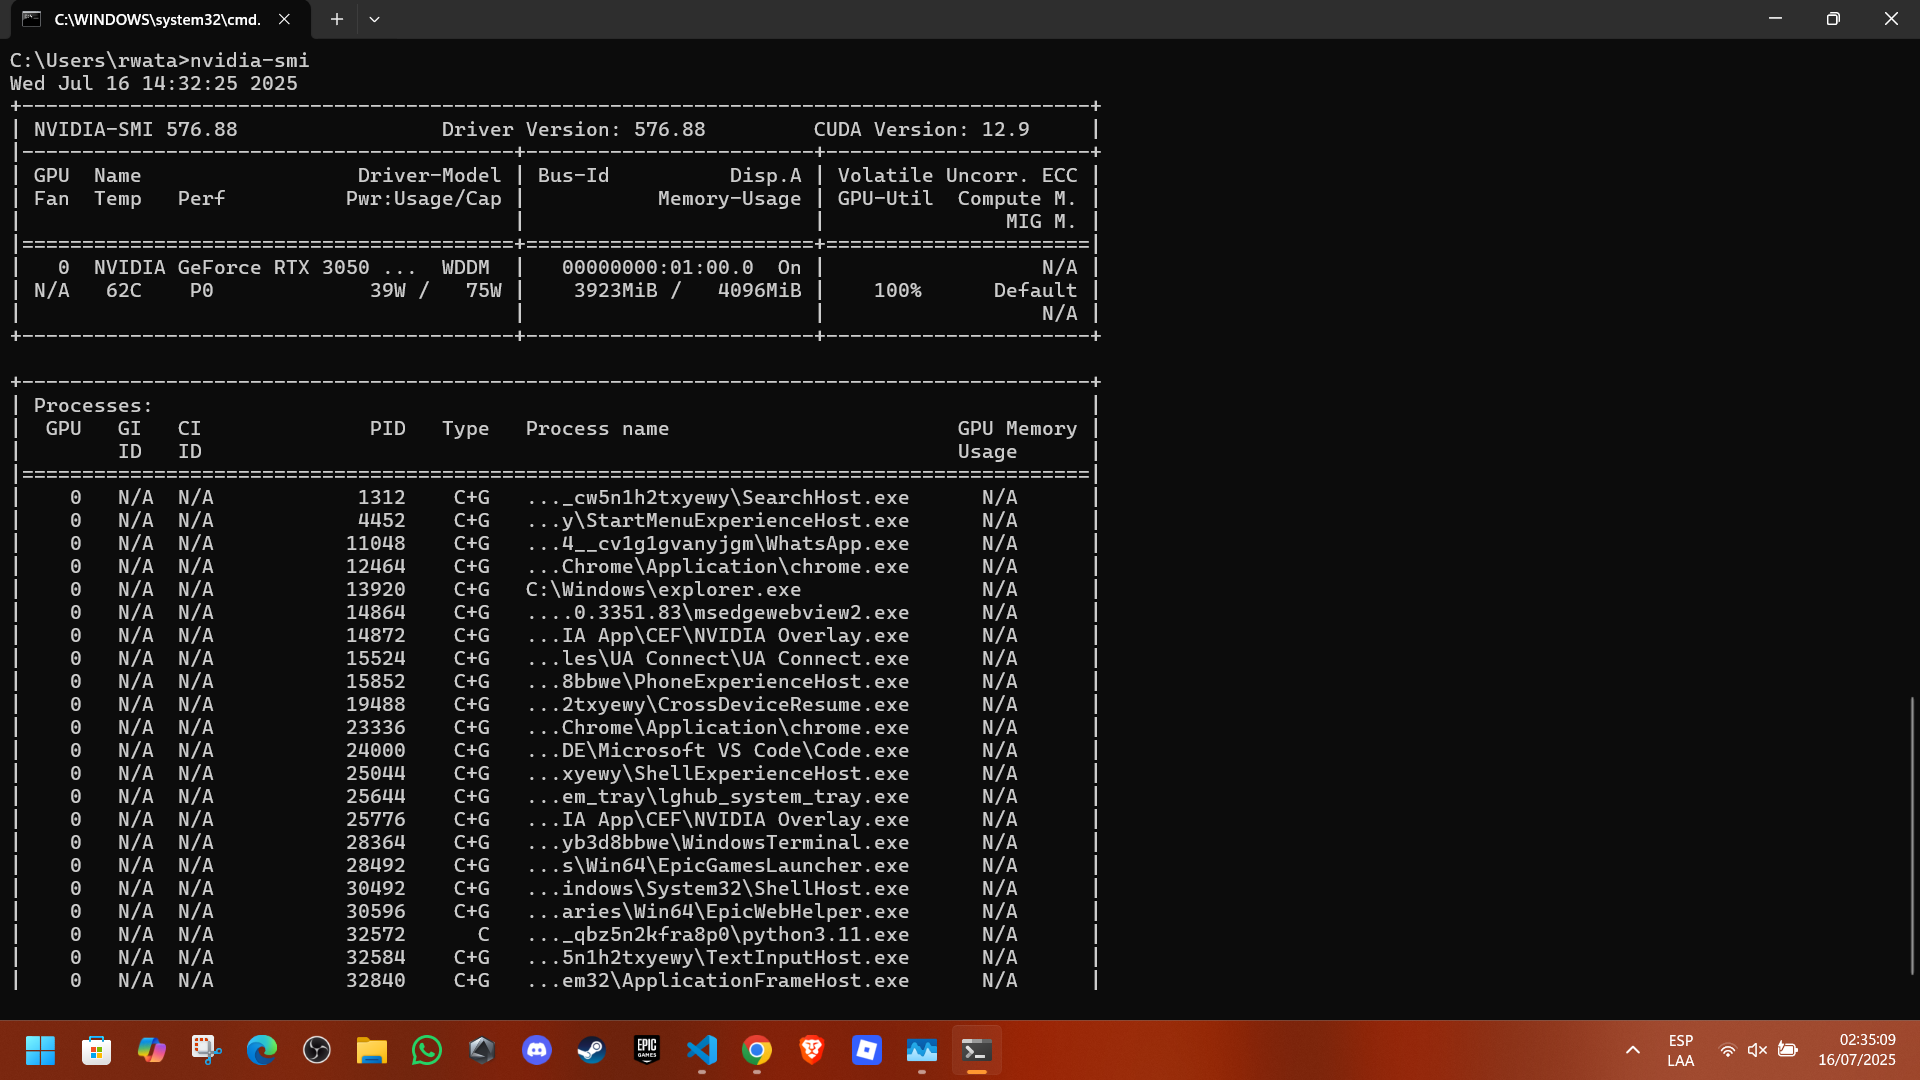 C:\WINDOWS\system32\cmd.
C:\Users\rwata>nvidia-smi
Wed Jul 16 14:32:25 2025
+-----------------------------------------------------------------------------------------+
| NVIDIA-SMI 576.88                 Driver Version: 576.88         CUDA Version: 12.9     |
|-----------------------------------------+------------------------+----------------------+
| GPU  Name                  Driver-Model | Bus-Id          Disp.A | Volatile Uncorr. ECC |
| Fan  Temp   Perf          Pwr:Usage/Cap |           Memory-Usage | GPU-Util  Compute M. |
|                                         |                        |               MIG M. |
|=========================================+========================+======================|
|   0  NVIDIA GeForce RTX 3050 ...  WDDM  |   00000000:01:00.0  On |                  N/A |
| N/A   62C    P0             39W /   75W |    3923MiB /   4096MiB |    100%      Default |
|                                         |                        |                  N/A |
+-----------------------------------------+------------------------+----------------------+
+-----------------------------------------------------------------------------------------+
| Processes:                                                                              |
|  GPU   GI   CI              PID   Type   Process name                        GPU Memory |
|        ID   ID                                                               Usage      |
|=========================================================================================|
|    0   N/A  N/A            1312    C+G   ..._cw5n1h2txyewy\SearchHost.exe      N/A      |
|    0   N/A  N/A            4452    C+G   ...y\StartMenuExperienceHost.exe      N/A      |
|    0   N/A  N/A           11048    C+G   ...4__cv1g1gvanyjgm\WhatsApp.exe      N/A      |
|    0   N/A  N/A           12464    C+G   ...Chrome\Application\chrome.exe      N/A      |
|    0   N/A  N/A           13920    C+G   C:\Windows\explorer.exe               N/A      |
|    0   N/A  N/A           14864    C+G   ....0.3351.83\msedgewebview2.exe      N/A      |
|    0   N/A  N/A           14872    C+G   ...IA App\CEF\NVIDIA Overlay.exe      N/A      |
|    0   N/A  N/A           15524    C+G   ...les\UA Connect\UA Connect.exe      N/A      |
|    0   N/A  N/A           15852    C+G   ...8bbwe\PhoneExperienceHost.exe      N/A      |
|    0   N/A  N/A           19488    C+G   ...2txyewy\CrossDeviceResume.exe      N/A      |
|    0   N/A  N/A           23336    C+G   ...Chrome\Application\chrome.exe      N/A      |
|    0   N/A  N/A           24000    C+G   ...DE\Microsoft VS Code\Code.exe      N/A      |
|    0   N/A  N/A           25044    C+G   ...xyewy\ShellExperienceHost.exe      N/A      |
|    0   N/A  N/A           25644    C+G   ...em_tray\lghub_system_tray.exe      N/A      |
|    0   N/A  N/A           25776    C+G   ...IA App\CEF\NVIDIA Overlay.exe      N/A      |
|    0   N/A  N/A           28364    C+G   ...yb3d8bbwe\WindowsTerminal.exe      N/A      |
|    0   N/A  N/A           28492    C+G   ...s\Win64\EpicGamesLauncher.exe      N/A      |
|    0   N/A  N/A           30492    C+G   ...indows\System32\ShellHost.exe      N/A      |
|    0   N/A  N/A           30596    C+G   ...aries\Win64\EpicWebHelper.exe      N/A      |
|    0   N/A  N/A           32572      C   ..._qbz5n2kfra8p0\python3.11.exe      N/A      |
|    0   N/A  N/A           32584    C+G   ...5n1h2txyewy\TextInputHost.exe      N/A      |
|    0   N/A  N/A           32840    C+G   ...em32\ApplicationFrameHost.exe      N/A      |
EPIC
GAMES
ESP
LAA
02:35:09
16/07/2025